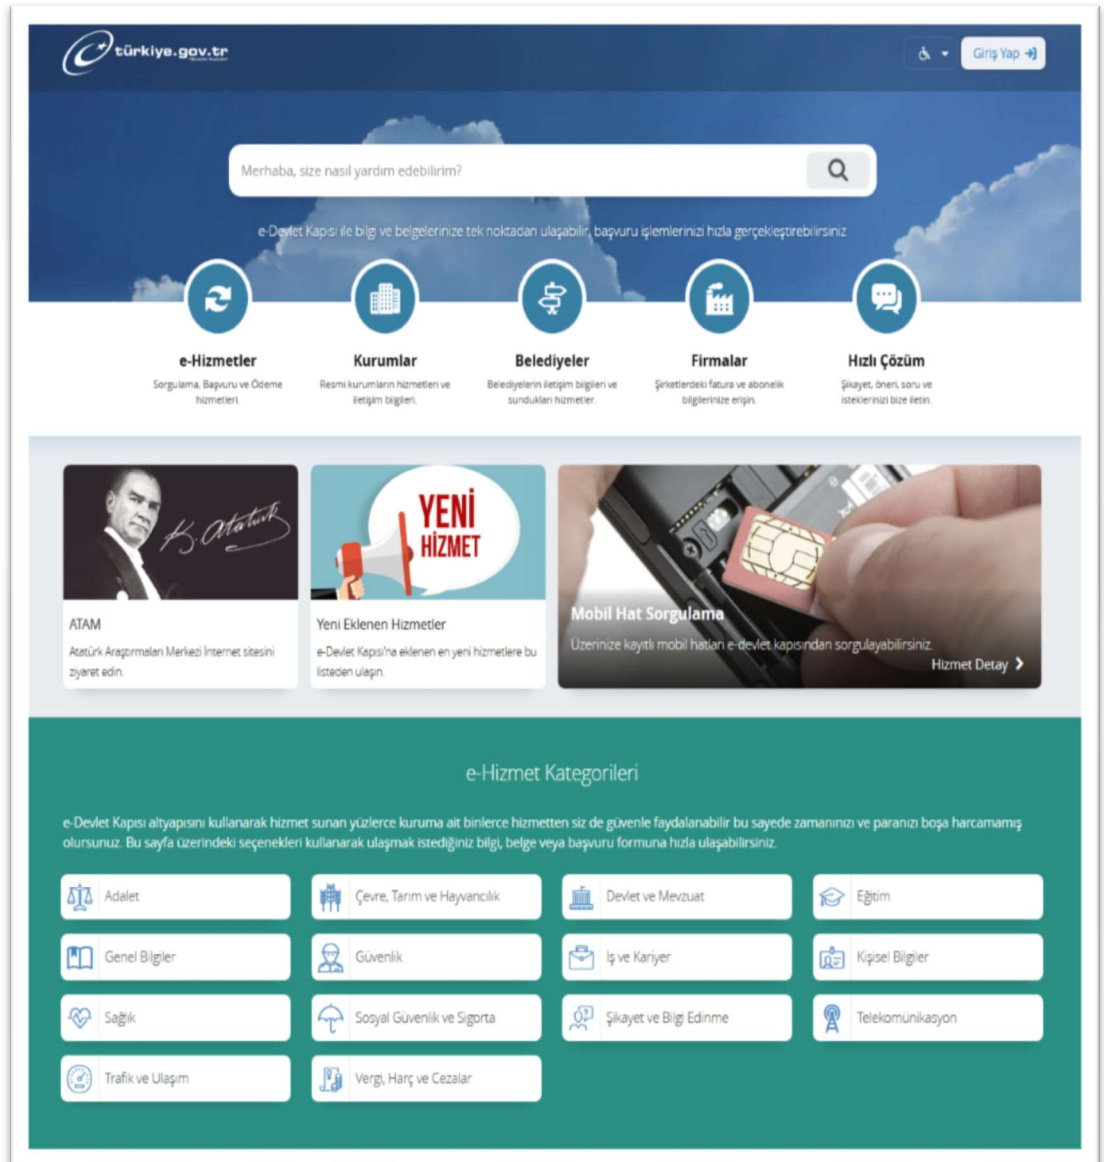 türkiye.gov.tr
Giriş Yap
Merhaba, size nasıl yardım edebilirim?
e-Devlet Kapısı ile bilgi ve belgelerinize tek noktadan ulaşabilir, başvuru işlemlerinizi hızla gerçekleştirebilirsiniz
e-Hizmetler
Sorgulama, Başvuru ve Ödeme
hizmetleri.
Kurumlar
Resmi kurumların hizmetleri ve
iletişim bilgileri.
Belediyeler
Belediyelerin iletişim bilgileri ve
sundukları hizmetler.
Firmalar
Şirketlerdeki fatura ve abonelik
bilgilerinize erişin.
Hızlı Çözüm
Şikayet, öneri, soru ve
isteklerinizi bize iletin.
K. Atatürk
ATAM
Atatürk Araştırmaları Merkezi İnternet sitesini
ziyaret edin.
YENİ
HİZMET
Yeni Eklenen Hizmetler
e-Devlet Kapısı'na eklenen en yeni hizmetlere bu
listeden ulaşın.
Mobil Hat Sorgulama
Üzerinize kayıtlı mobil hatları e-devlet kapısından sorgulayabilirsiniz.
Hizmet Detay
e-Hizmet Kategorileri
e-Devlet Kapısı altyapısını kullanarak hizmet sunan yüzlerce kuruma ait binlerce hizmetten siz de güvenle faydalanabilir bu sayede zamanınızı ve paranızı boşa harcamamış
olursunuz. Bu sayfa üzerindeki seçenekleri kullanarak ulaşmak istediğiniz bilgi, belge veya başvuru formuna hızla ulaşabilirsiniz.
Adalet
Çevre, Tarım ve Hayvancılık
Devlet ve Mevzuat
Eğitim
Genel Bilgiler
Güvenlik
İş ve Kariyer
Kişisel Bilgiler
Sağlık
Sosyal Güvenlik ve Sigorta
Şikayet ve Bilgi Edinme
Telekomünikasyon
Trafik ve Ulaşım
Vergi, Harç ve Cezalar